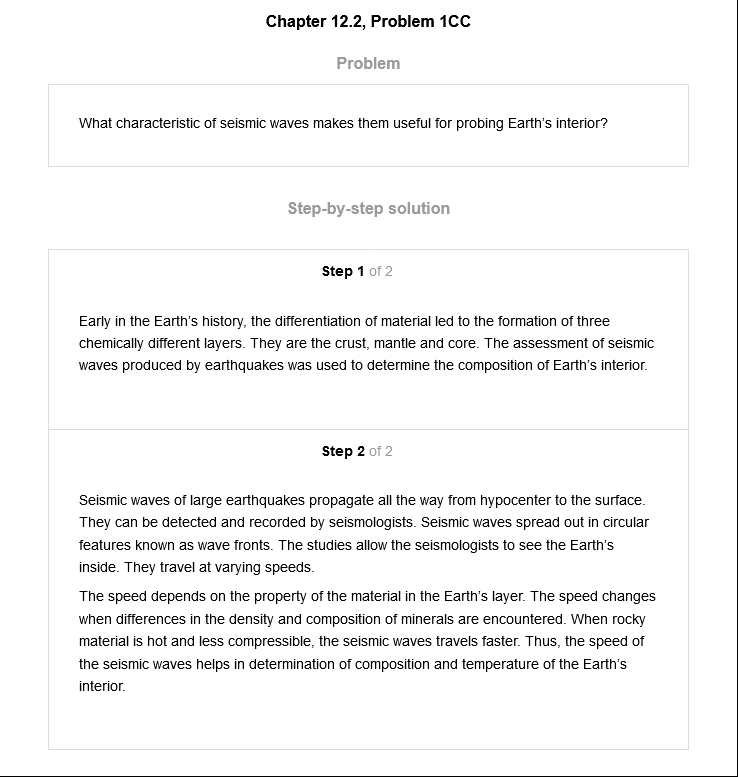 Chapter 12.2, Problem 1CC
Problem
What characteristic of seismic waves makes them useful for probing Earth's interior?
Step-by-step solution
Step 1 of 2
Early in the Earth's history, the differentiation of material led to the formation of three
chemically different layers. They are the crust, mantle and core. The assessment of seismic
waves produced by earthquakes was used to determine the composition of Earth's interior.
Step 2 of 2
Seismic waves of large earthquakes propagate all the way from hypocenter to the surface.
They can be detected and recorded by seismologists. Seismic waves spread out in circular
features known as wave fronts. The studies allow the seismologists to see the Earth's
inside. They travel at varying speeds.
The speed depends on the property of the material in the Earth's layer. The speed changes
when differences in the density and composition of minerals are encountered. When rocky
material is hot and less compressible, the seismic waves travels faster. Thus, the speed of
the seismic waves helps in determination of composition and temperature of the Earth's
interior.